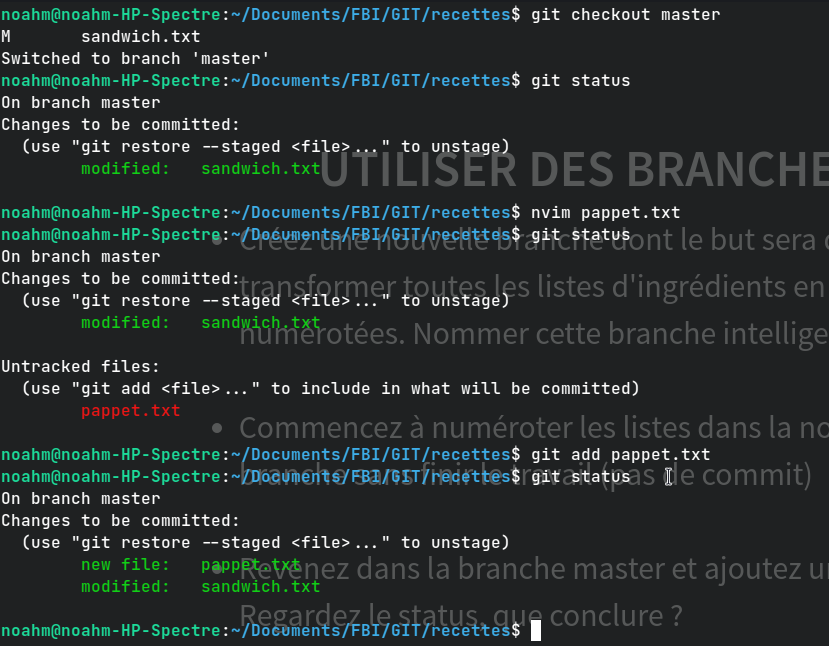 noahm@noahm-HP-Spectre:~/Documents/FBI/GIT/recettes$ git checkout master
M       sandwich.txt
Switched to branch 'master'
noahm@noahm-HP-Spectre:~/Documents/FBI/GIT/recettes$ git status
On branch master
Changes to be committed:
  (use "git restore --staged <file>..." to unstage)
        modified:   sandwich.txt
UTILISER DES BRANCHE
noahm@noahm-HP-Spectre:~/Documents/FBI/GIT/recettes$ nvim pappet.txt
noahm@noahm-HP-Spectre:~/Documents/FBI/GIT/recettes$ git status
• Créez une nouvelle branche dont le but sera
On branch master
Changes to be committed:
transformer toutes les listes d'ingrédients en
  (use "git restore --staged <file>..." to unstage)
        modified:   sandwich.txt
numérotées. Nommer cette branche intellige
Untracked files:
  (use "git add <file>..." to include in what will be committed)
        pappet.txt
• Commencez à numéroter les listes dans la no
noahm@noahm-HP-Spectre:~/Documents/FBI/GIT/recettes$ git add pappet.txt
noahm@noahm-HP-Spectre:~/Documents/FBI/GIT/recettes$ git status
branche sans finir le travail (pas de commit)
On branch master
Changes to be committed:
  (use "git restore --staged <file>..." to unstage)
        new file:   pappet.txt
• Revenez dans la branche master et ajoutez un
        modified:   sandwich.txt
Regardez le status, que conclure ?
noahm@noahm-HP-Spectre:~/Documents/FBI/GIT/recettes$